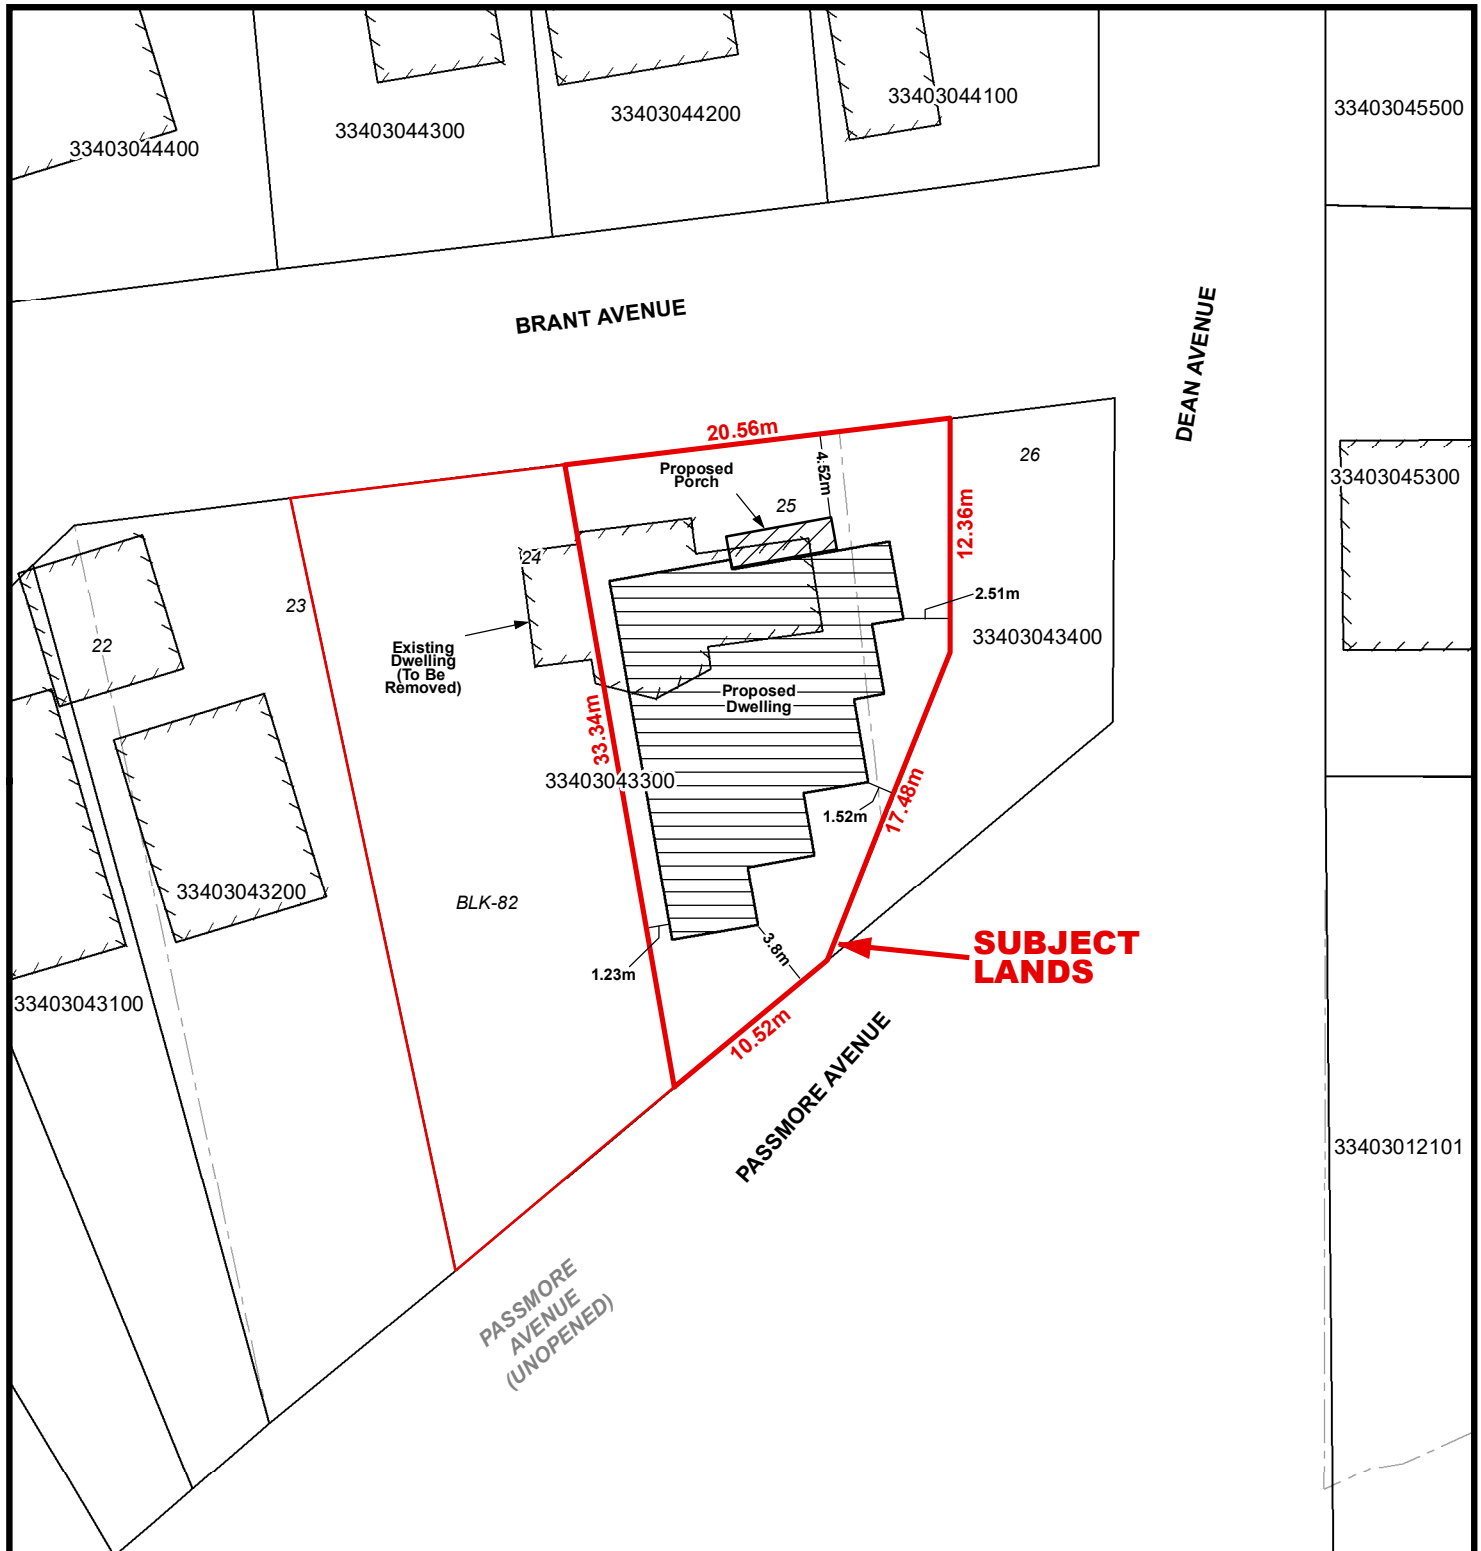 33403044400
33403044300
33403044200
33403044100
33403045500
BRANT AVENUE
DEAN AVENUE
20.56m
Proposed
Porch
4.52m
25
26
12.36m
33403045300
24
23
22
Existing
Dwelling
(To Be
Removed)
2.51m
33403043400
Proposed
Dwelling
33.34m
33403043300
1.52m
17.48m
33403043200
BLK-82
3.8m
1.23m
SUBJECT
LANDS
33403043100
10.52m
PASSMORE AVENUE
33403012101
PASSMORE
AVENUE
(UNOPENED)